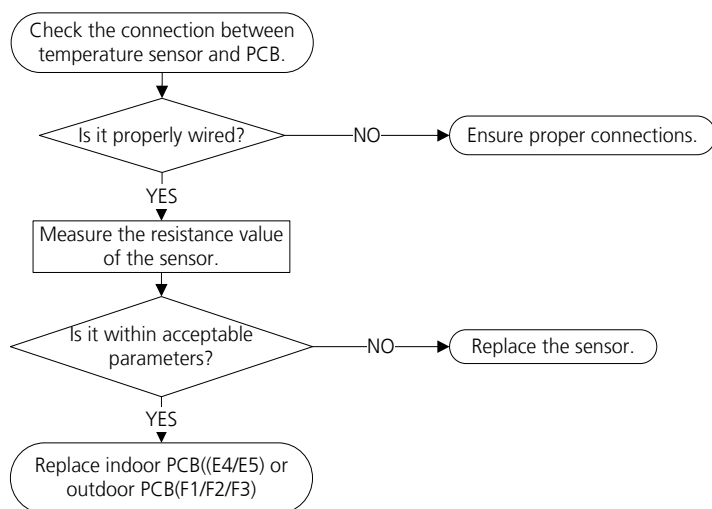 Check the connection between
temperature sensor and PCB.
Is it properly wired?
NO
Ensure proper connections.
YES
Measure the resistance value
of the sensor.
Is it within acceptable
parameters?
NO
Replace the sensor.
YES
Replace indoor PCB((E4/E5) or
outdoor PCB(F1/F2/F3)